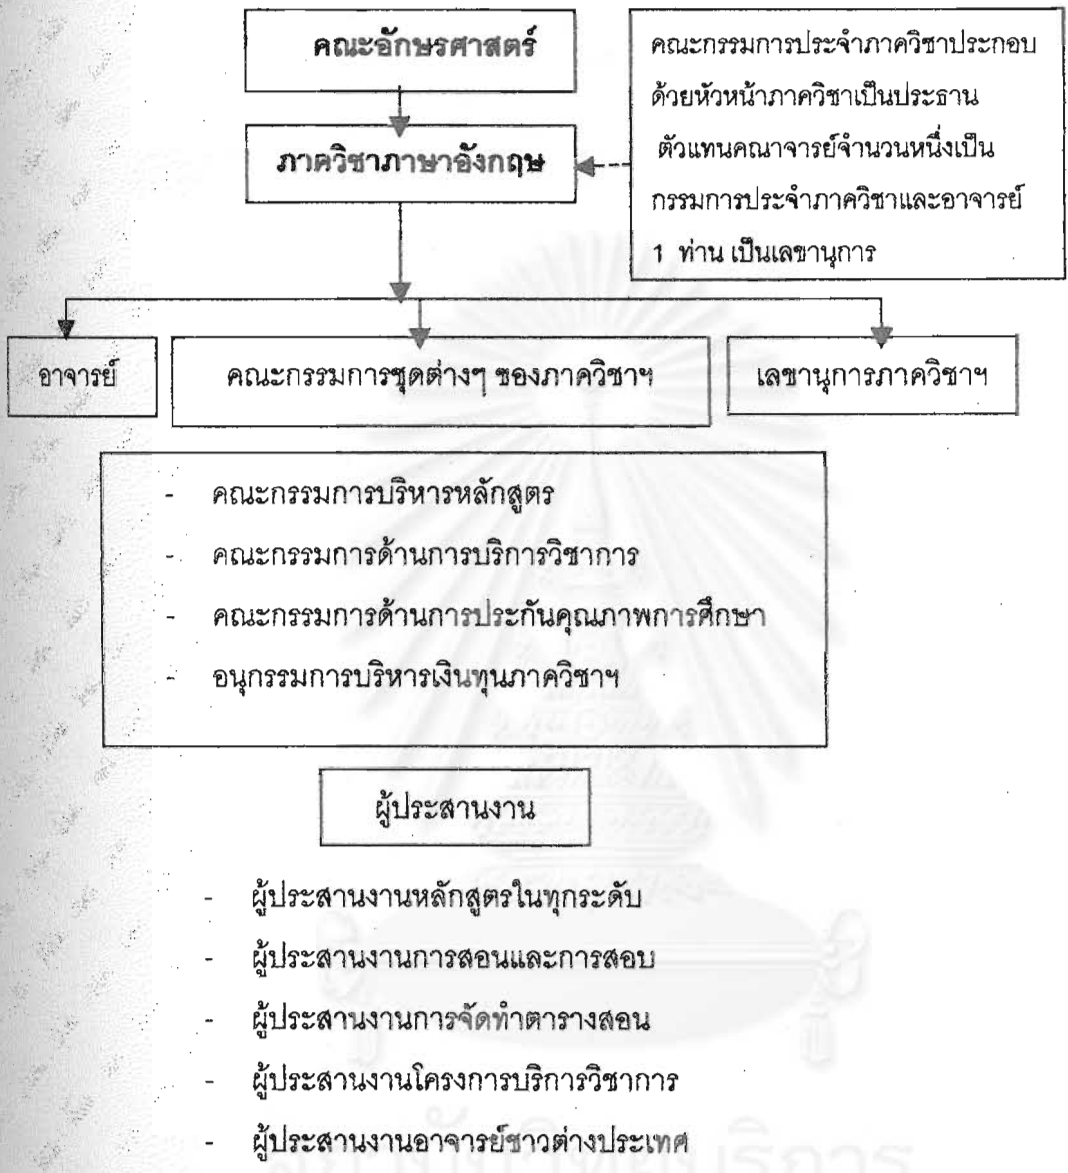 คณะอักษรศาสตร์
คณะกรรมการประจำภาควิชาประกอบ
ด้วยหัวหน้าภาควิชาเป็นประธาน
ตัวแทนคณาจารย์จำนวนหนึ่งเป็น
กรรมการประจำภาควิชาและอาจารย์
1 ท่าน เป็นเลขานุการ
ภาควิชาภาษาอังกฤษ
อาจารย์
คณะกรรมการชุดต่างๆ ของภาควิชาฯ
เลขานุการภาควิชาฯ
- คณะกรรมการบริหารหลักสูตร
- คณะกรรมการด้านการบริการวิชาการ
- คณะกรรมการด้านการประกันคุณภาพการศึกษา
- อนุกรรมการบริหารเงินทุนภาควิชาฯ
ผู้ประสานงาน
- ผู้ประสานงานหลักสูตรในทุกระดับ
- ผู้ประสานงานการสอนและการสอบ
- ผู้ประสานงานการจัดทำตารางสอน
- ผู้ประสานงานโครงการบริการวิชาการ
- ผู้ประสานงานอาจารย์ชาวต่างประเทศ